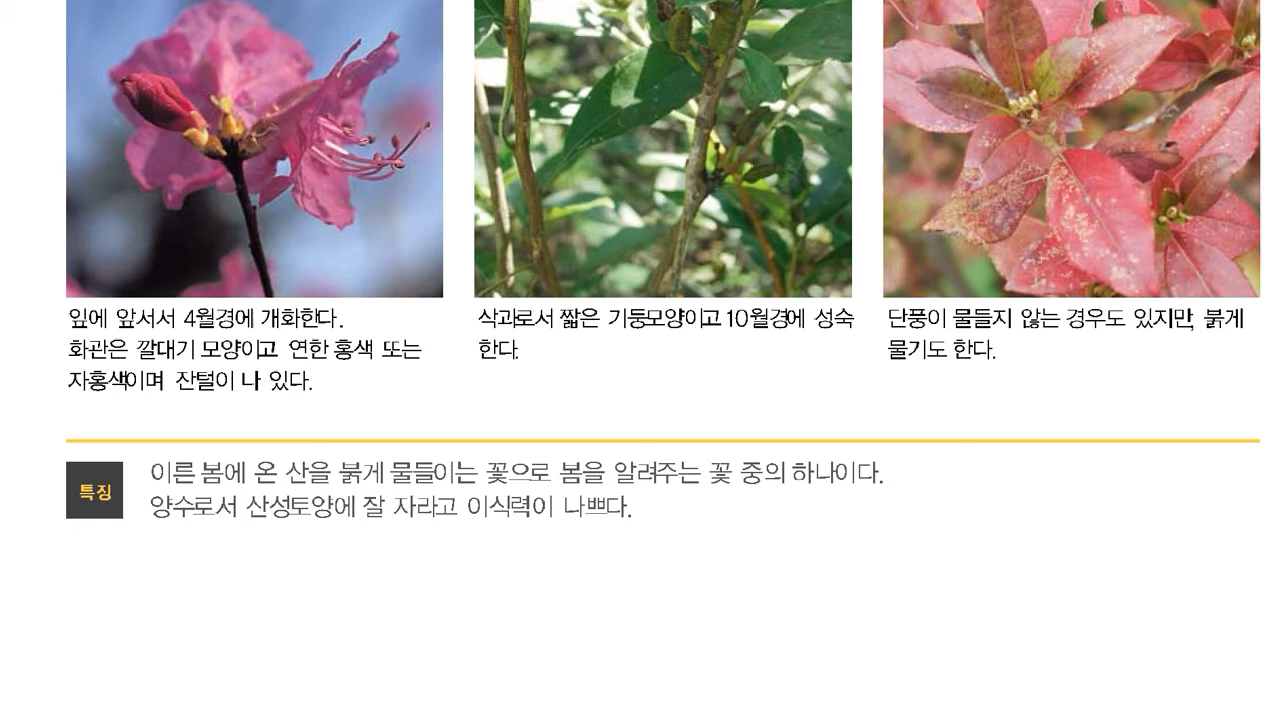 잎에 앞서서 4월경에 개화한다.
화관은 깔대기 모양이고 연한 홍색 또는
자홍색이며 잔털이 나 있다.
삭과로서 짧은 기둥모양이고 10월경에 성숙
한다.
단풍이 물들지 않는 경우도 있지만, 붉게
물기도 한다.
특징
이른 봄에 온 산을 붉게 물들이는 꽃으로 봄을 알려주는 꽃 중의 하나이다.
양수로서 산성토양에 잘 자라고 이식력이 나쁘다.